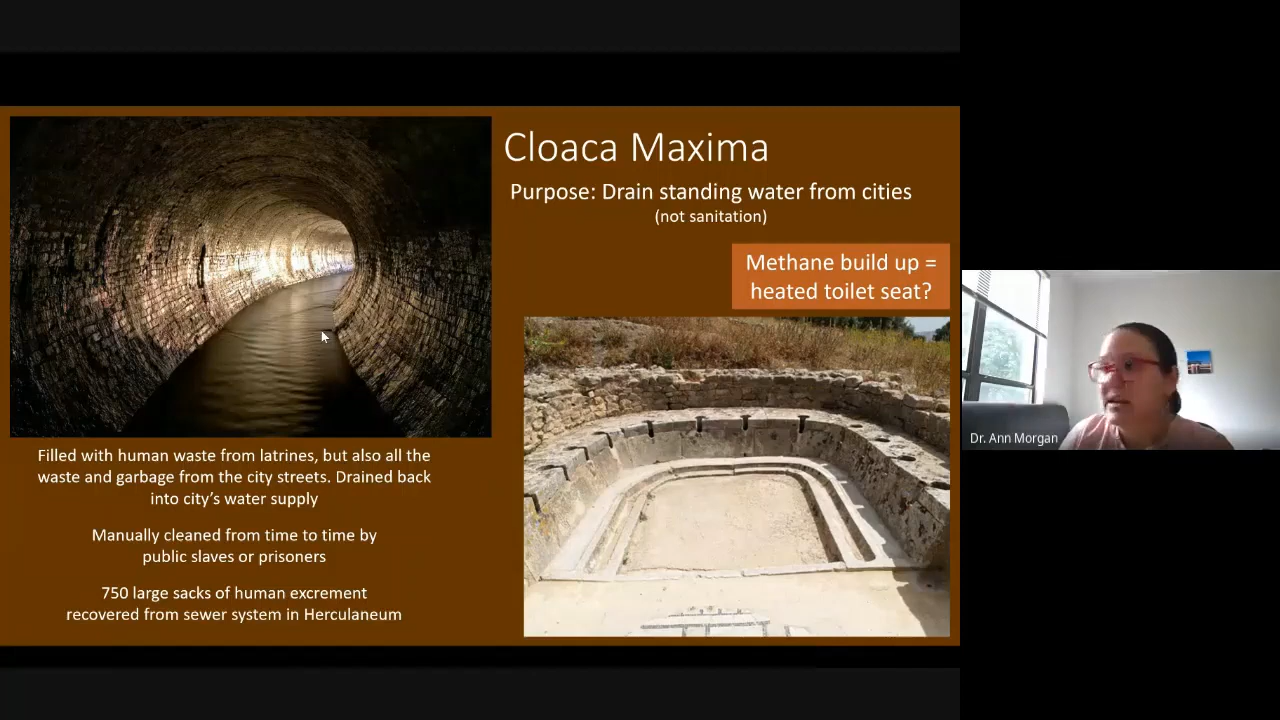 Cloaca Maxima
Purpose: Drain standing water from cities
(not sanitation)
Methane build up =
heated toilet seat?
Filled with human waste from latrines, but also all the
waste and garbage from the city streets. Drained back
into city’s water supply
Manually cleaned from time to time by
public slaves or prisoners
750 large sacks of human excrement
recovered from sewer system in Herculaneum
Dr. Ann Morgan